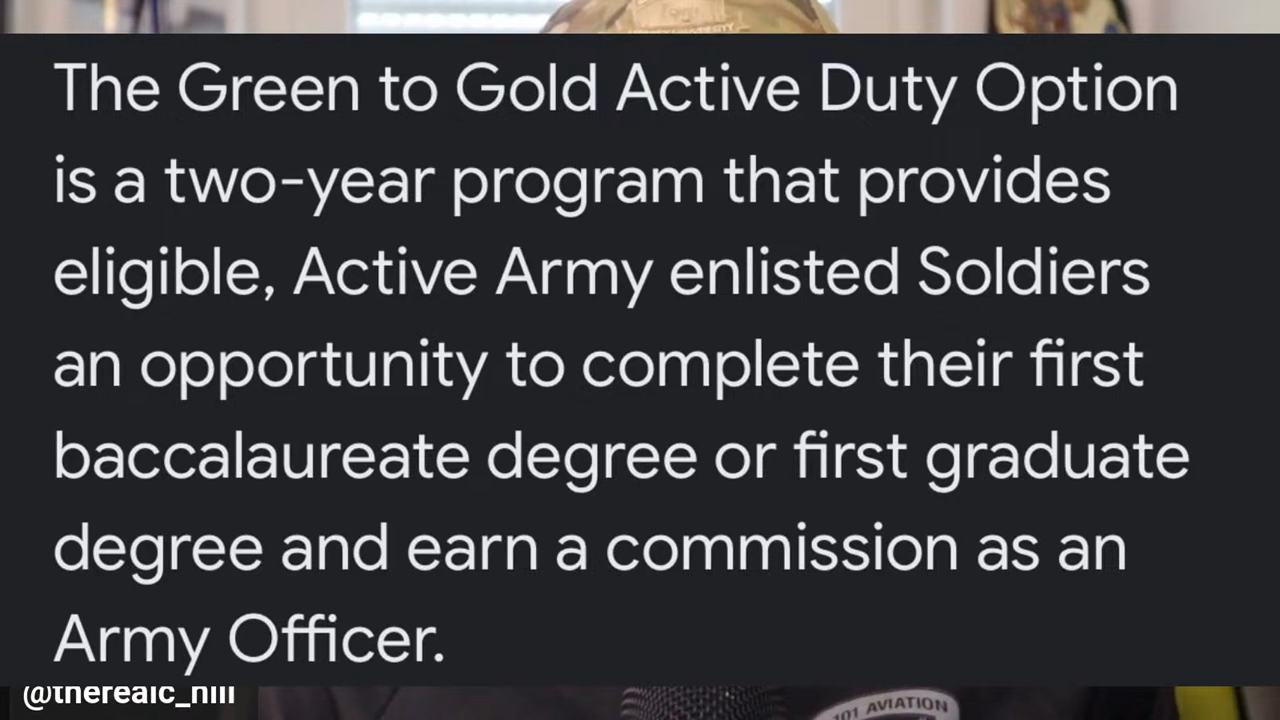 The Green to Gold Active Duty Option
is a two-year program that provides
eligible, Active Army enlisted Soldiers
an opportunity to complete their first
baccalaureate degree or first graduate
degree and earn a commission as an
Army Officer.
@therealc_hill
101 AVIATION